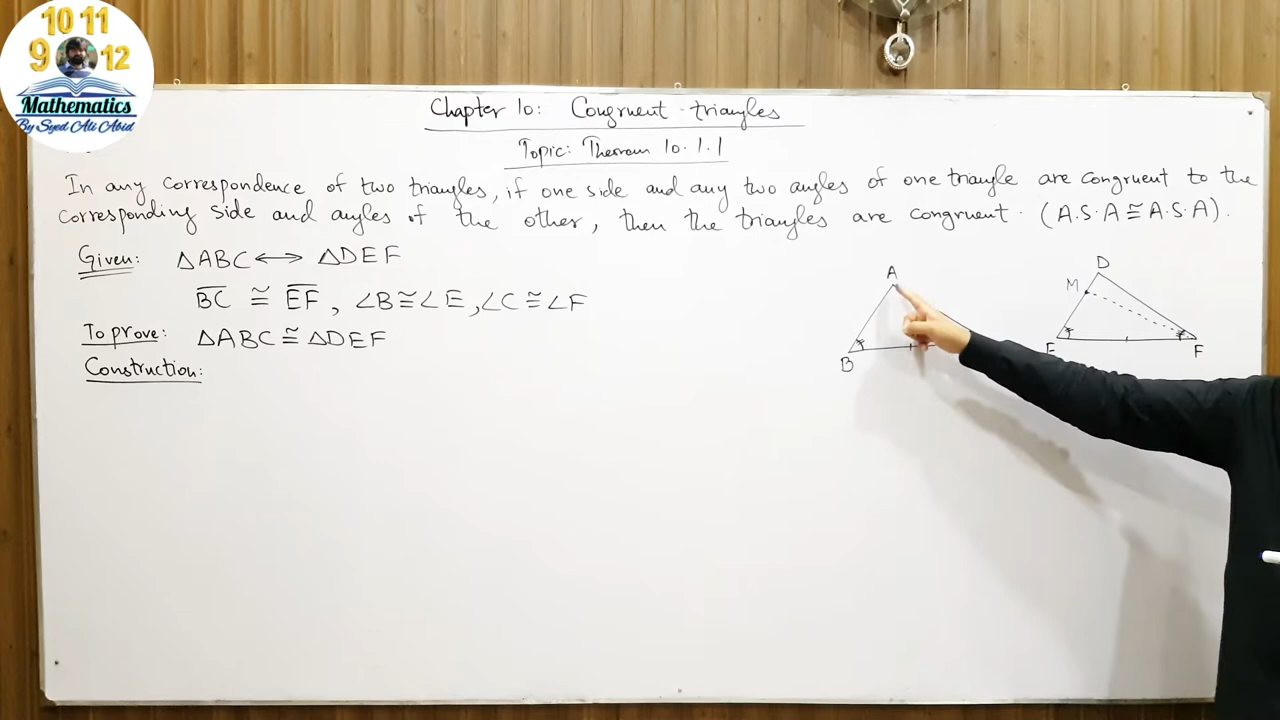 10 11
9 12
Mathematics
By Syed Ali Abid
Chapter 10: Congruent triangles
Topic: Theorem 10.1.1
In any correspondence of two triangles, if one side and any two angles of one triangle are congruent to the
corresponding side and angles of the other, then the triangles are congruent. (A.S.A ≅ A.S.A).
Given: △ABC ↔ △DEF
B̅C̅ ≅ E̅F̅, ∠B ≅ ∠E, ∠C ≅ ∠F
To prove: △ABC ≅ △DEF
Construction:
A
B
D
M
E
F